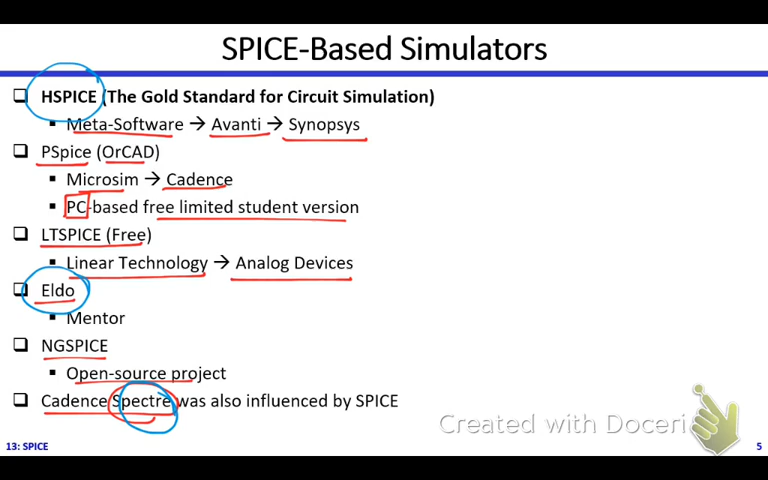 SPICE-Based Simulators
❑ HSPICE (The Gold Standard for Circuit Simulation)
▪ Meta-Software → Avanti → Synopsys
❑ PSpice (OrCAD)
▪ Microsim → Cadence
▪ PC-based free limited student version
❑ LTSPICE (Free)
▪ Linear Technology → Analog Devices
❑ Eldo
▪ Mentor
❑ NGSPICE
▪ Open-source project
❑ Cadence Spectre was also influenced by SPICE
Created with Doceri
13: SPICE
5